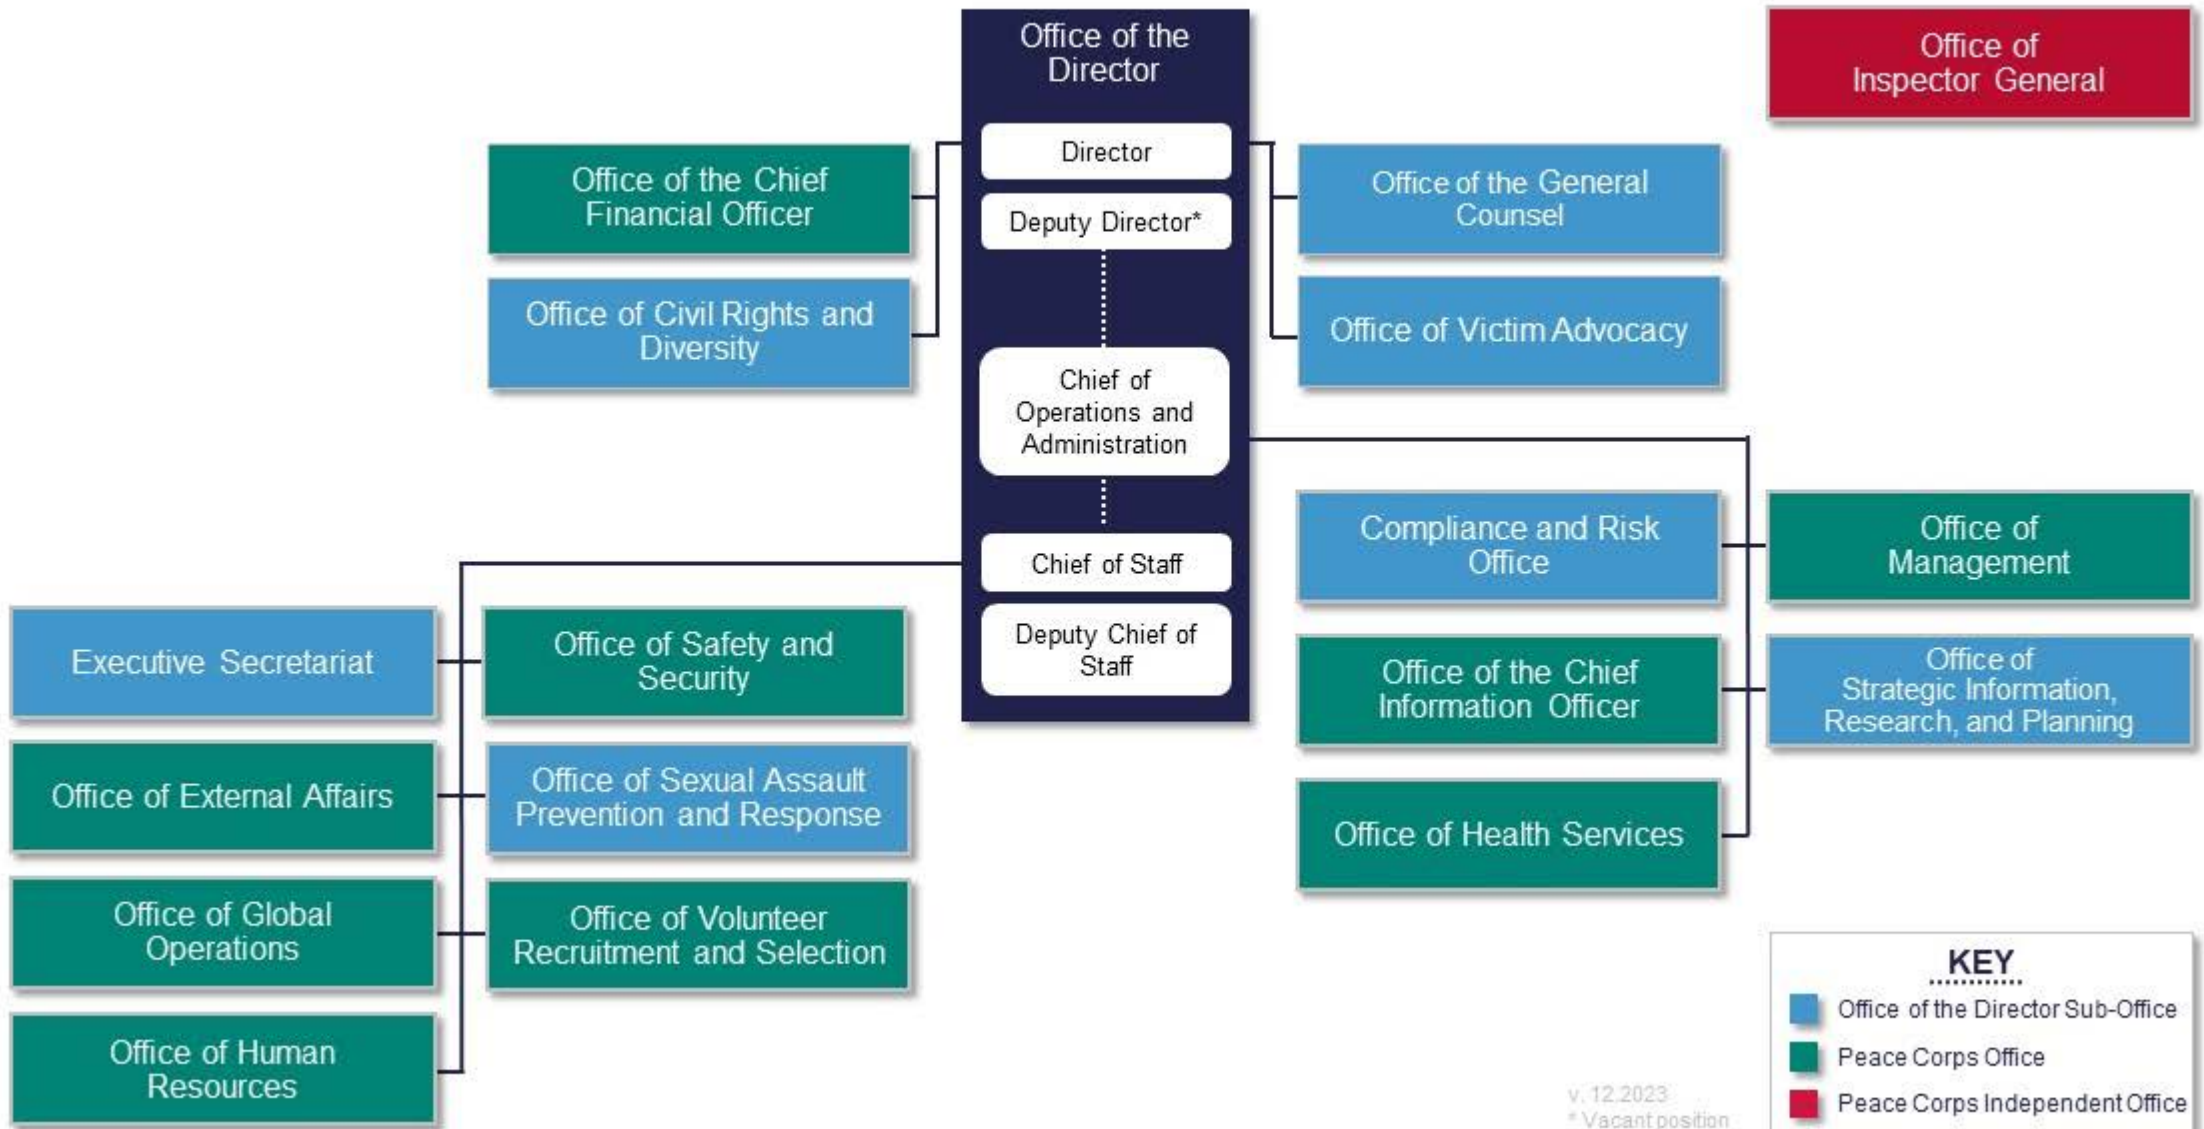 Office of the
Director
Director
Deputy Director*
Chief of
Operations and
Administration
Chief of Staff
Deputy Chief of
Staff
Office of
Inspector General
Office of the Chief
Financial Officer
Office of Civil Rights and
Diversity
Office of the General
Counsel
Office of Victim Advocacy
Executive Secretariat
Office of Safety and
Security
Office of External Affairs
Office of Sexual Assault
Prevention and Response
Office of Global
Operations
Office of Volunteer
Recruitment and Selection
Office of Human
Resources
Compliance and Risk
Office
Office of
Management
Office of the Chief
Information Officer
Office of
Strategic Information,
Research, and Planning
Office of Health Services
KEY
Office of the Director Sub-Office
Peace Corps Office
Peace Corps Independent Office
v. 12.2023
* Vacant position